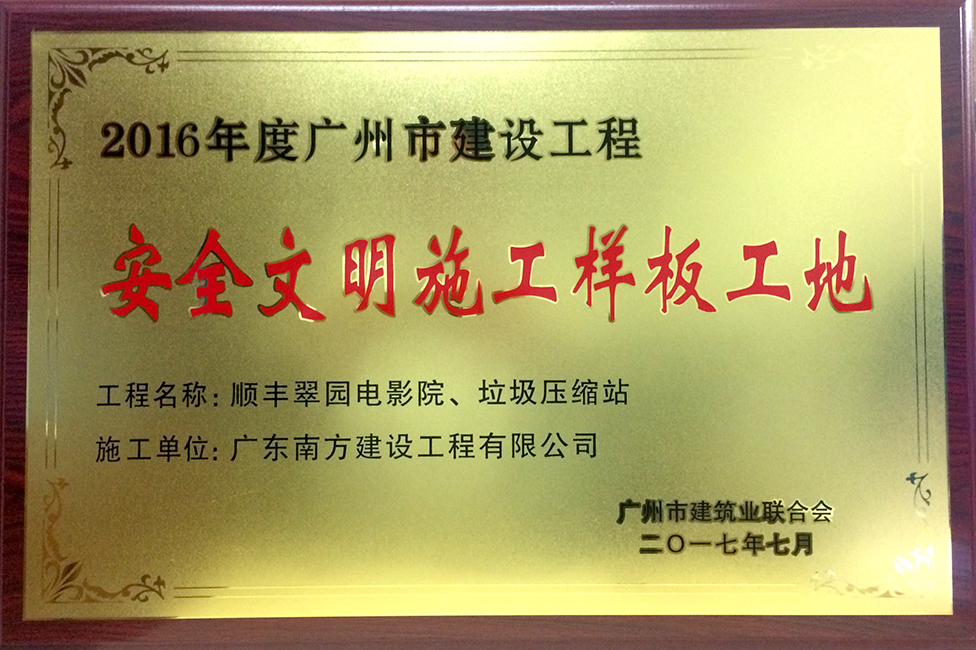 2016年度广州市建设工程
安全文明施工样板工地
工程名称:顺丰翠园电影院、垃圾压缩站
施工单位:广东南方建设工程有限公司
广州市建筑业联合会
二〇一七年七月